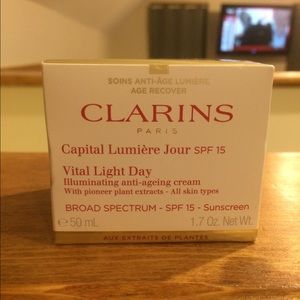 SOINS ANTI-ÂGE LUMIÈRE
AGE RECOVER
CLARINS
PARIS
Capital Lumière Jour SPF 15
Vital Light Day
Illuminating anti-ageing cream
With pioneer plant extracts - All skin types
BROAD SPECTRUM - SPF 15 - Sunscreen
℮ 50 mL 1.7 Oz. Net Wt.
AUX EXTRAITS DE PLANTES